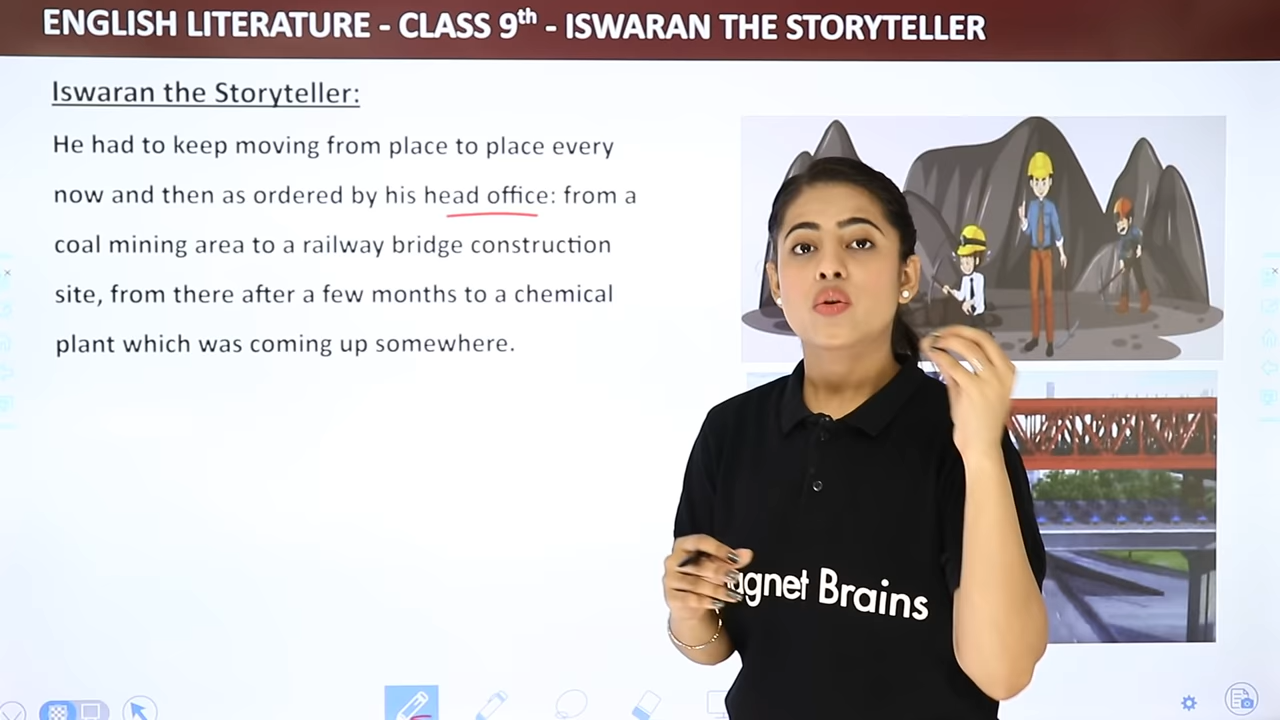 ENGLISH LITERATURE - CLASS 9th - ISWARAN THE STORYTELLER
Iswaran the Storyteller:
He had to keep moving from place to place every
now and then as ordered by his head office: from a
coal mining area to a railway bridge construction
site, from there after a few months to a chemical
plant which was coming up somewhere.
agnet Brains